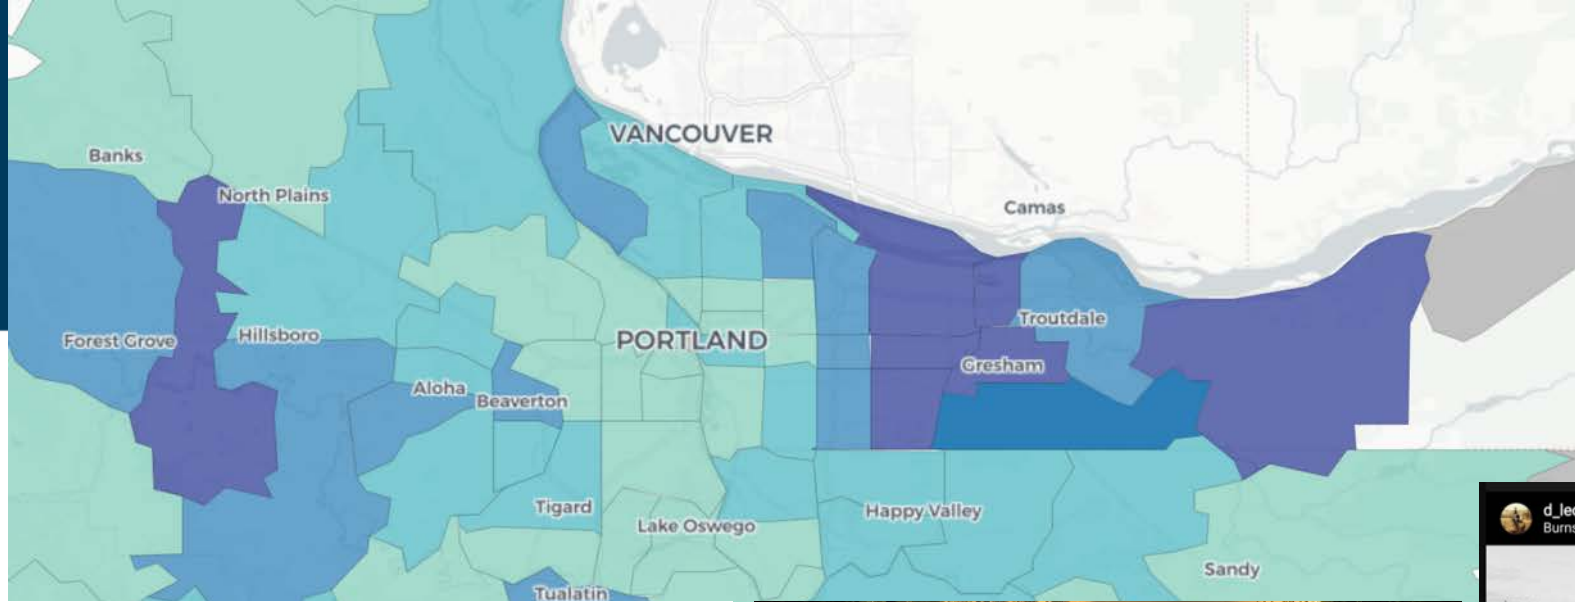 VANCOUVER
Banks
North Plains
Camas
Troutdale
Forest Grove
Hillsboro
PORTLAND
Gresham
Aloha
Beaverton
Tigard
Lake Oswego
Happy Valley
Sandy
Tualatin